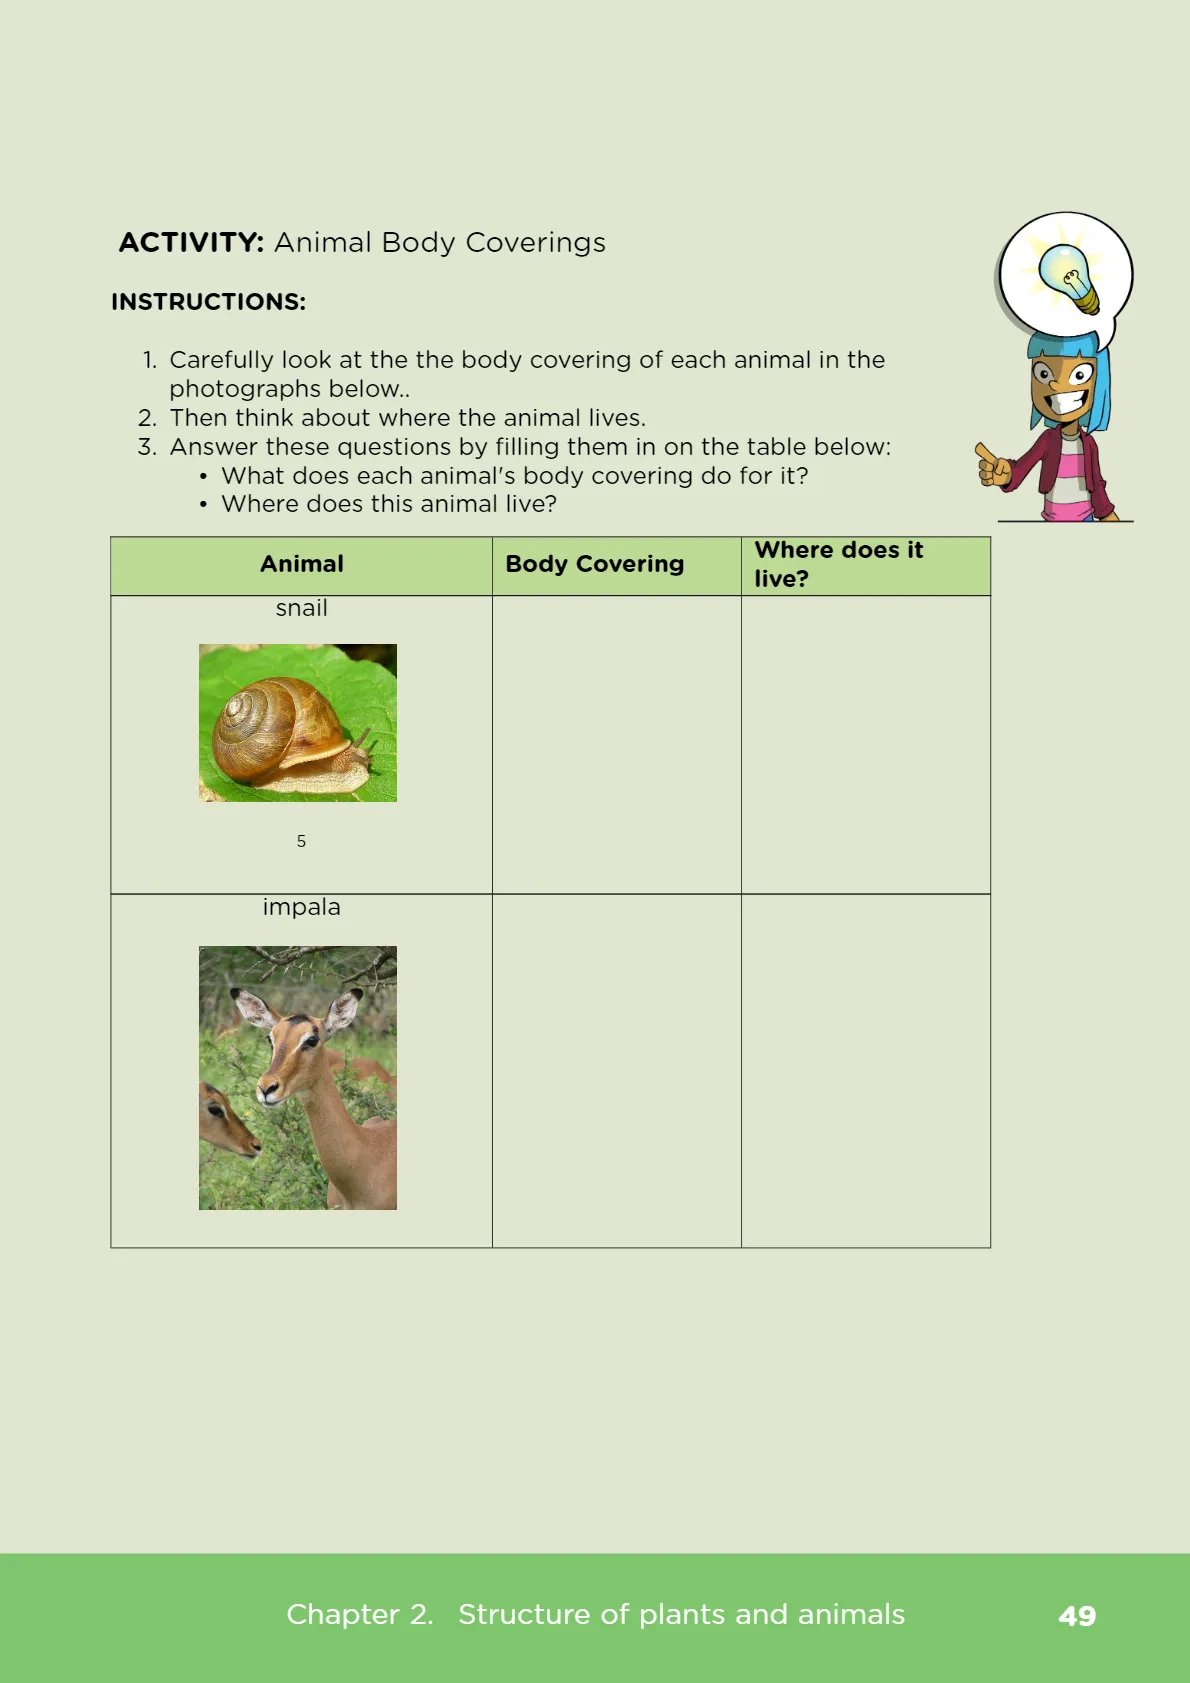 ACTIVITY: Animal Body Coverings
INSTRUCTIONS:
1. Carefully look at the the body covering of each animal in the
photographs below..
2. Then think about where the animal lives.
3. Answer these questions by filling them in on the table below:
• What does each animal's body covering do for it?
• Where does this animal live?
Animal
Body Covering
Where does it
live?
snail
5
impala
Chapter 2. Structure of plants and animals
49